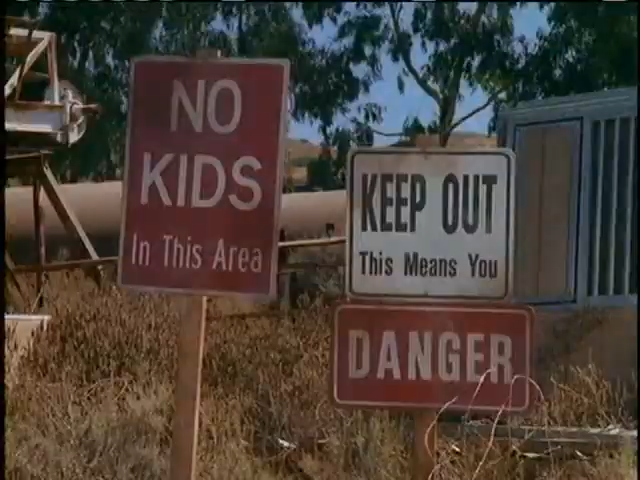 NO
KIDS
In This Area
KEEP OUT
This Means You
DANGER